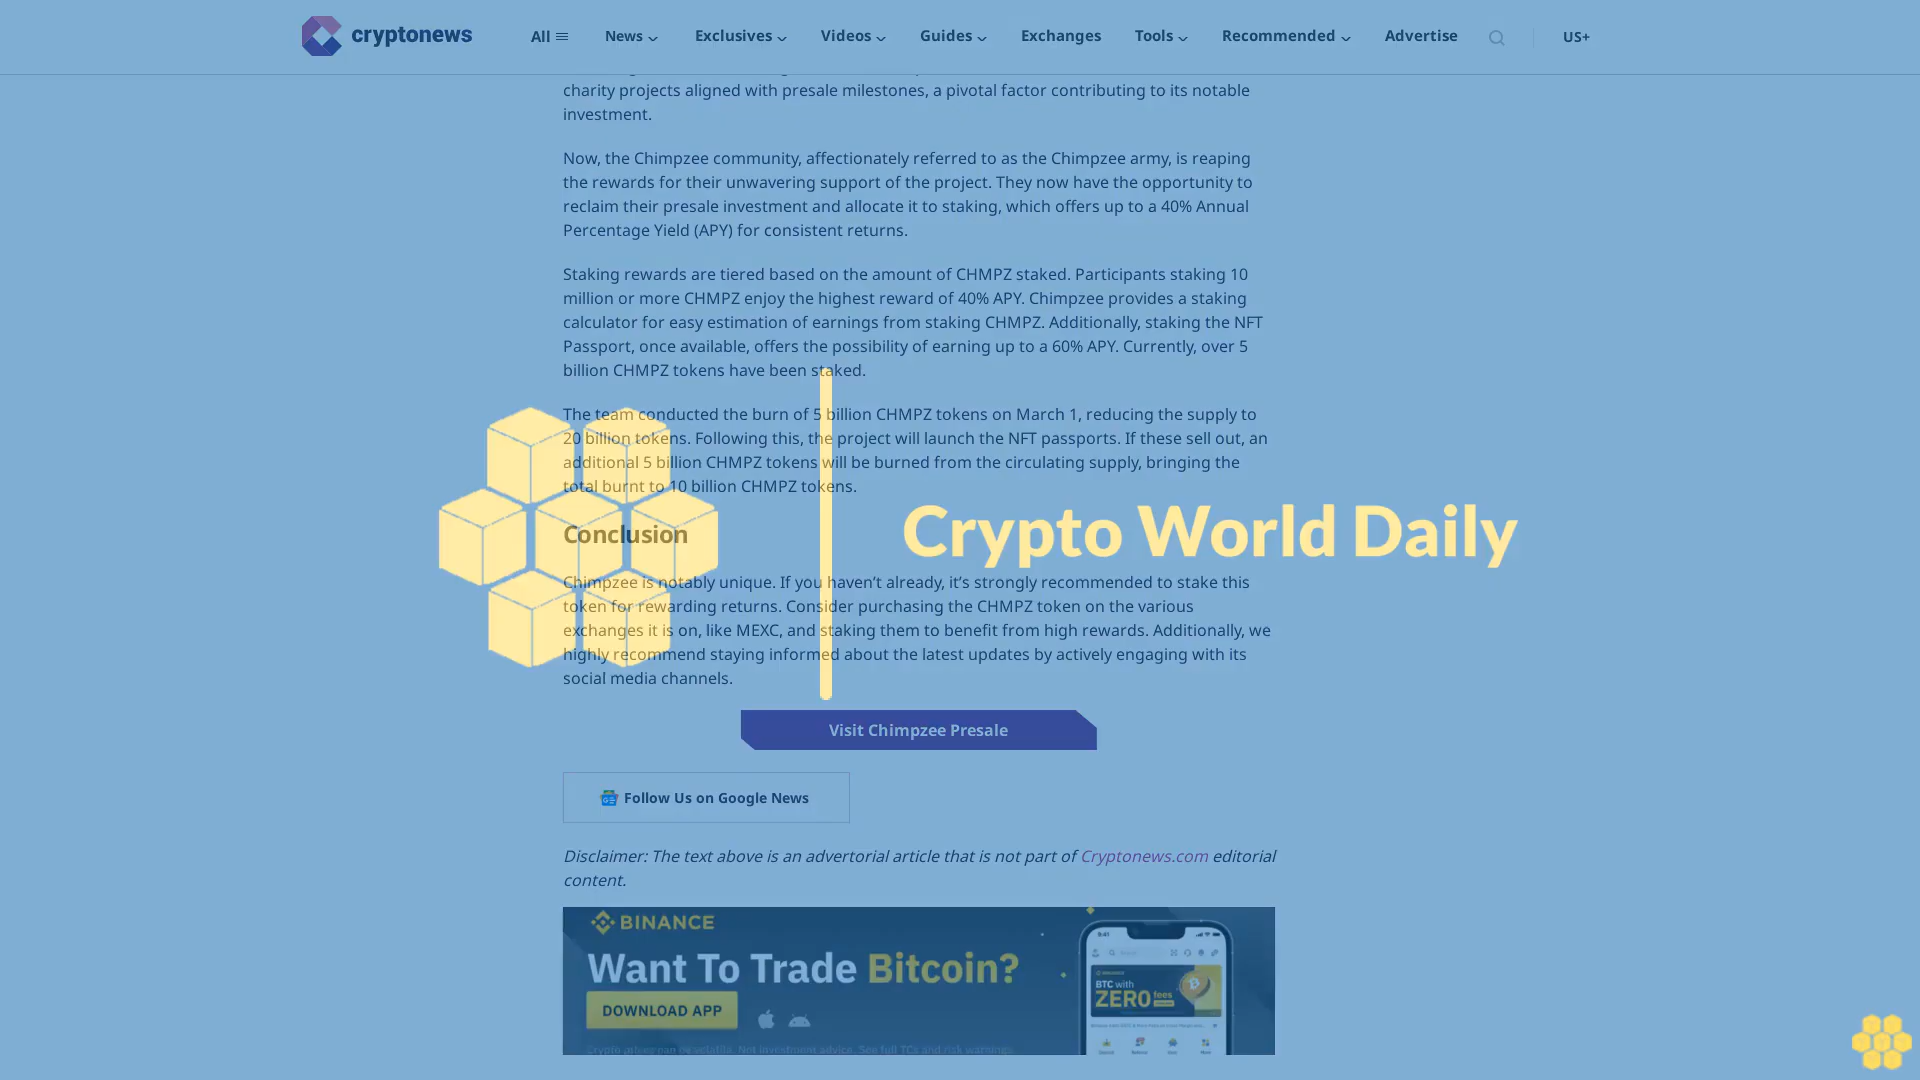 cryptonews
All
News
Exclusives
Videos
Guides
Exchanges
Tools
Recommended
Advertise
US+
charity projects aligned with presale milestones, a pivotal factor contributing to its notable
investment.
Now, the Chimpzee community, affectionately referred to as the Chimpzee army, is reaping
the rewards for their unwavering support of the project. They now have the opportunity to
reclaim their presale investment and allocate it to staking, which offers up to a 40% Annual
Percentage Yield (APY) for consistent returns.
Staking rewards are tiered based on the amount of CHMPZ staked. Participants staking 10
million or more CHMPZ enjoy the highest reward of 40% APY. Chimpzee provides a staking
calculator for easy estimation of earnings from staking CHMPZ. Additionally, staking the NFT
Passport, once available, offers the possibility of earning up to a 60% APY. Currently, over 5
billion CHMPZ tokens have been staked.
The team conducted the burn of 5 billion CHMPZ tokens on March 1, reducing the supply to
20 billion tokens. Following this, the project will launch the NFT passports. If these sell out, an
additional 5 billion CHMPZ tokens will be burned from the circulating supply, bringing the
total burnt to 10 billion CHMPZ tokens.
Crypto World Daily
Conclusion
Chimpzee is notably unique. If you haven’t already, it’s strongly recommended to stake this
token for rewarding returns. Consider purchasing the CHMPZ token on the various
exchanges it is on, like MEXC, and staking them to benefit from high rewards. Additionally, we
highly recommend staying informed about the latest updates by actively engaging with its
social media channels.
Visit Chimpzee Presale
Follow Us on Google News
Disclaimer: The text above is an advertorial article that is not part of Cryptonews.com editorial
content.
BINANCE
Want To Trade Bitcoin?
DOWNLOAD APP
BTC with
ZERO fees
Crypto prices can be volatile. Not investment advice. See full TCs and risk warnings.